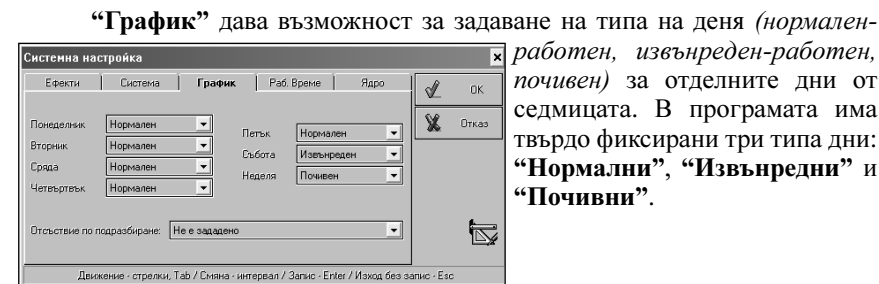 “График” дава възможност за задаване на типа на деня (нормален-
работен, извънреден-работен,
почивен) за отделните дни от
седмицата. В програмата има
твърдо фиксирани три типа дни:
“Нормални”, “Извънредни” и
“Почивни”.
Системна настройка
Ефекти Система График Раб. Време Ядро
OK
Отказ
Понеделник Нормален
Вторник Нормален
Сряда Нормален
Четвъртвък Нормален
Петък Нормален
Събота Извънреден
Неделя Почивен
Отсъствие по подразбиране: Не е зададено
Движение - стрелки, Tab / Смяна - интервал / Запис - Enter / Изход без запис - Esc